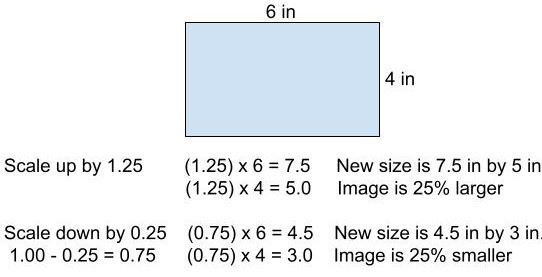 6 in
4 in
Scale up by 1.25 (1.25) x 6 = 7.5 New size is 7.5 in by 5 in
(1.25) x 4 = 5.0 Image is 25% larger
Scale down by 0.25 (0.75) x 6 = 4.5 New size is 4.5 in by 3 in.
1.00 - 0.25 = 0.75 (0.75) x 4 = 3.0 Image is 25% smaller